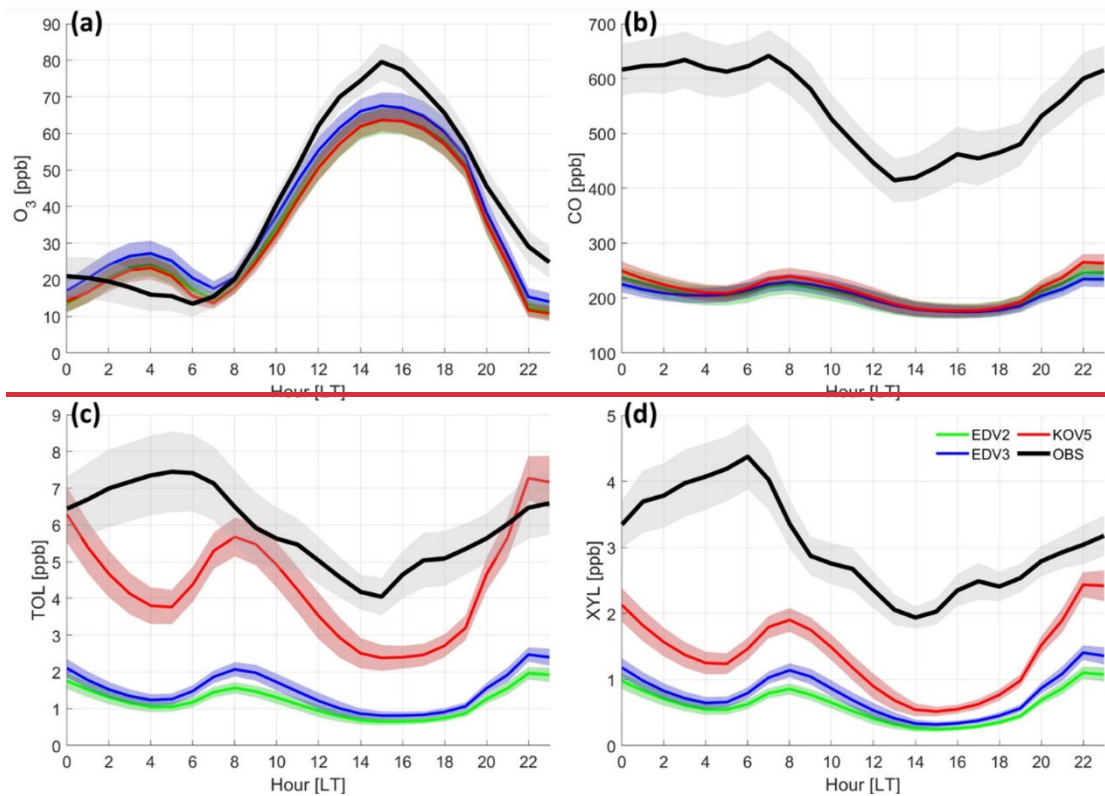 (a)
O3 [ppb]
90
80
70
60
50
40
30
20
10
0
0 2 4 6 8 10 12 14 16 18 20 22
Hour [LT]
(b)
CO [ppb]
700
600
500
400
300
200
100
0 2 4 6 8 10 12 14 16 18 20 22
Hour [LT]
(c)
TOL [ppb]
9
8
7
6
5
4
3
2
1
0
0 2 4 6 8 10 12 14 16 18 20 22
Hour [LT]
(d)
XYL [ppb]
5
4
3
2
1
0
EDV2 KOV5
EDV3 OBS
0 2 4 6 8 10 12 14 16 18 20 22
Hour [LT]